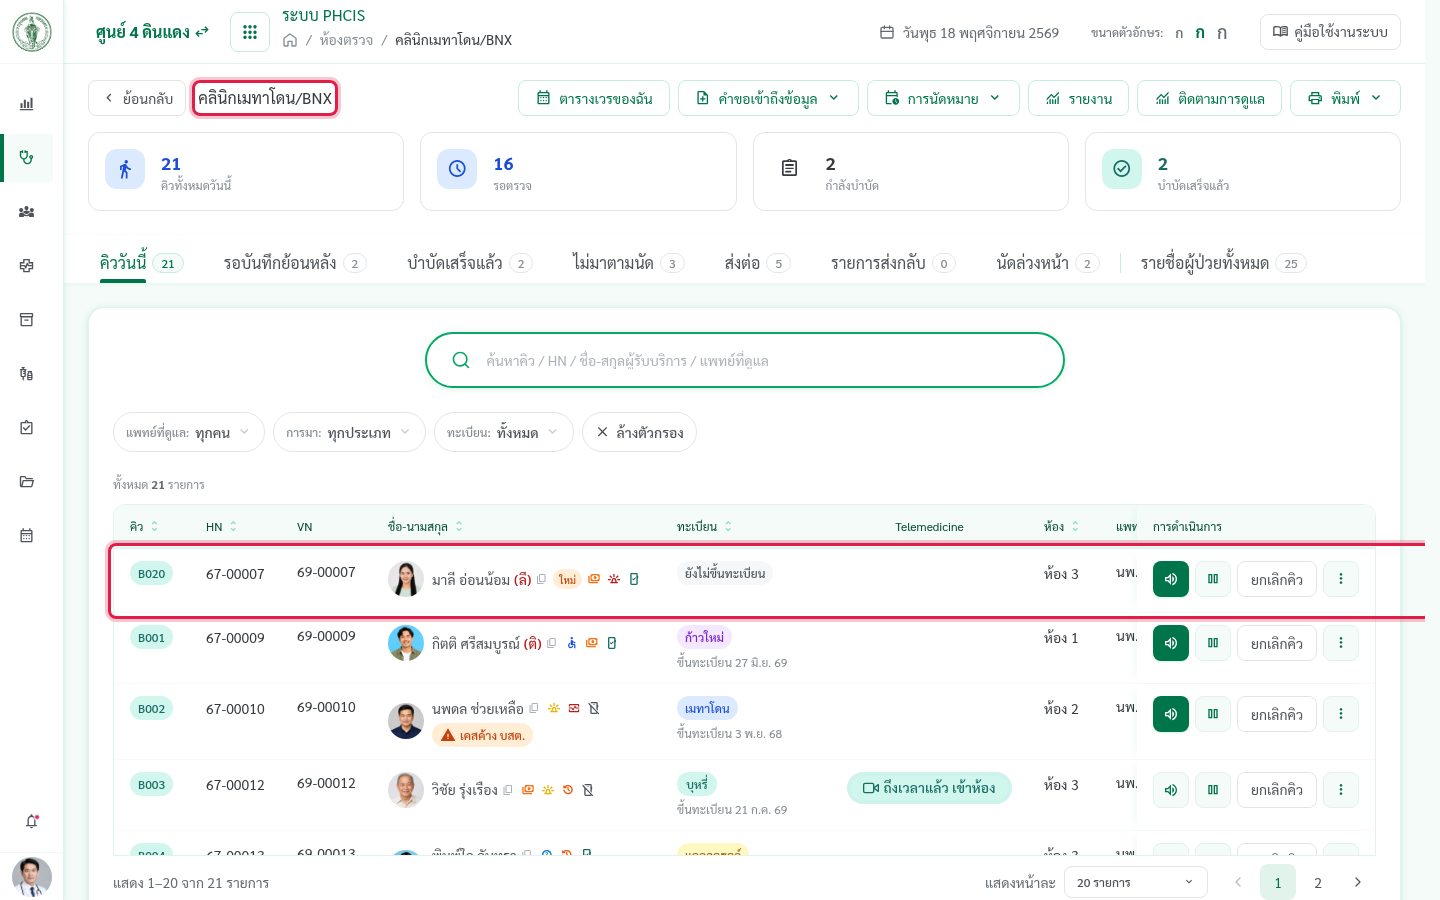 ศูนย์ 4 ดินแดง
ระบบ PHCIS
/ ห้องตรวจ / คลินิกเมทาโดน/BNX
วันพุธ 18 พฤศจิกายน 2569
ขนาดตัวอักษร: ก ก ก
คู่มือใช้งานระบบ
ย้อนกลับ
คลินิกเมทาโดน/BNX
ตารางเวรของฉัน
คำขอเข้าถึงข้อมูล
การนัดหมาย
รายงาน
ติดตามการดูแล
พิมพ์
21
คิวทั้งหมดวันนี้
16
รอตรวจ
2
กำลังบำบัด
2
บำบัดเสร็จแล้ว
คิววันนี้ 21
รอบันทึกย้อนหลัง 2
บำบัดเสร็จแล้ว 2
ไม่มาตามนัด 3
ส่งต่อ 5
รายการส่งกลับ 0
นัดล่วงหน้า 2
รายชื่อผู้ป่วยทั้งหมด 25
ค้นหาคิว / HN / ชื่อ-สกุลผู้รับบริการ / แพทย์ที่ดูแล
แพทย์ที่ดูแล: ทุกคน
การมา: ทุกประเภท
ทะเบียน: ทั้งหมด
ล้างตัวกรอง
ทั้งหมด 21 รายการ
คิว HN VN ชื่อ-นามสกุล ทะเบียน Telemedicine ห้อง แพท การดำเนินการ
B020 67-00007 69-00007 มาลี อ่อนน้อม (ลี) ใหม่ ยังไม่ขึ้นทะเบียน ห้อง 3 นพ. ยกเลิกคิว
B001 67-00009 69-00009 กิตติ ศรีสมบูรณ์ (ติ) ก้าวใหม่ ห้อง 1 นพ. ยกเลิกคิว
ขึ้นทะเบียน 27 มิ.ย. 69
B002 67-00010 69-00010 นพดล ช่วยเหลือ เมทาโดน ห้อง 2 นพ. ยกเลิกคิว
เคสค้าง บสต. ขึ้นทะเบียน 3 พ.ย. 68
B003 67-00012 69-00012 วิชัย รุ่งเรือง บุหรี่ ถึงเวลาแล้ว เข้าห้อง ห้อง 3 นพ. ยกเลิกคิว
ขึ้นทะเบียน 21 ก.ค. 69
B004 67-00013 69-00013
แสดง 1–20 จาก 21 รายการ
แสดงหน้าละ 20 รายการ
1 2